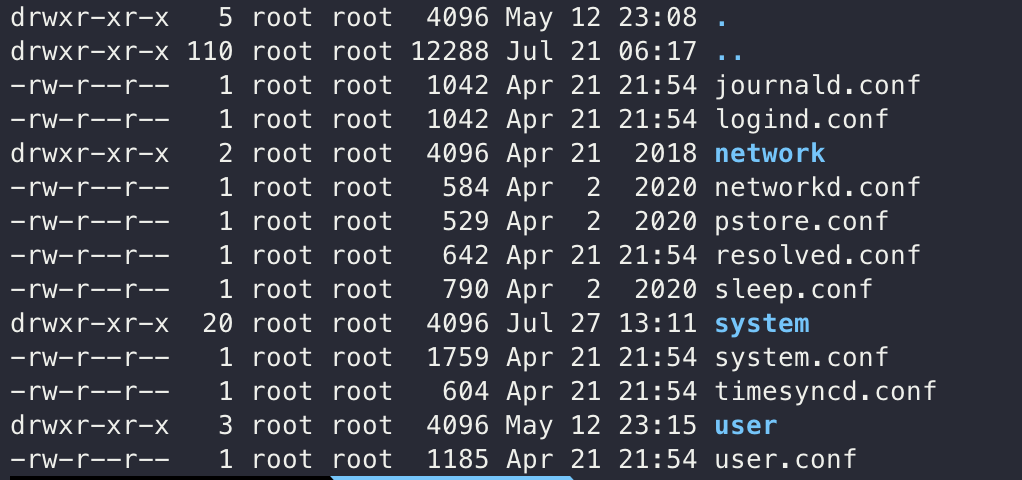 drwxr-xr-x   5 root root  4096 May 12 23:08 .
drwxr-xr-x 110 root root 12288 Jul 21 06:17 ..
-rw-r--r--   1 root root  1042 Apr 21 21:54 journald.conf
-rw-r--r--   1 root root  1042 Apr 21 21:54 logind.conf
drwxr-xr-x   2 root root  4096 Apr 21  2018 network
-rw-r--r--   1 root root   584 Apr  2  2020 networkd.conf
-rw-r--r--   1 root root   529 Apr  2  2020 pstore.conf
-rw-r--r--   1 root root   642 Apr 21 21:54 resolved.conf
-rw-r--r--   1 root root   790 Apr  2  2020 sleep.conf
drwxr-xr-x  20 root root  4096 Jul 27 13:11 system
-rw-r--r--   1 root root  1759 Apr 21 21:54 system.conf
-rw-r--r--   1 root root   604 Apr 21 21:54 timesyncd.conf
drwxr-xr-x   3 root root  4096 May 12 23:15 user
-rw-r--r--   1 root root  1185 Apr 21 21:54 user.conf